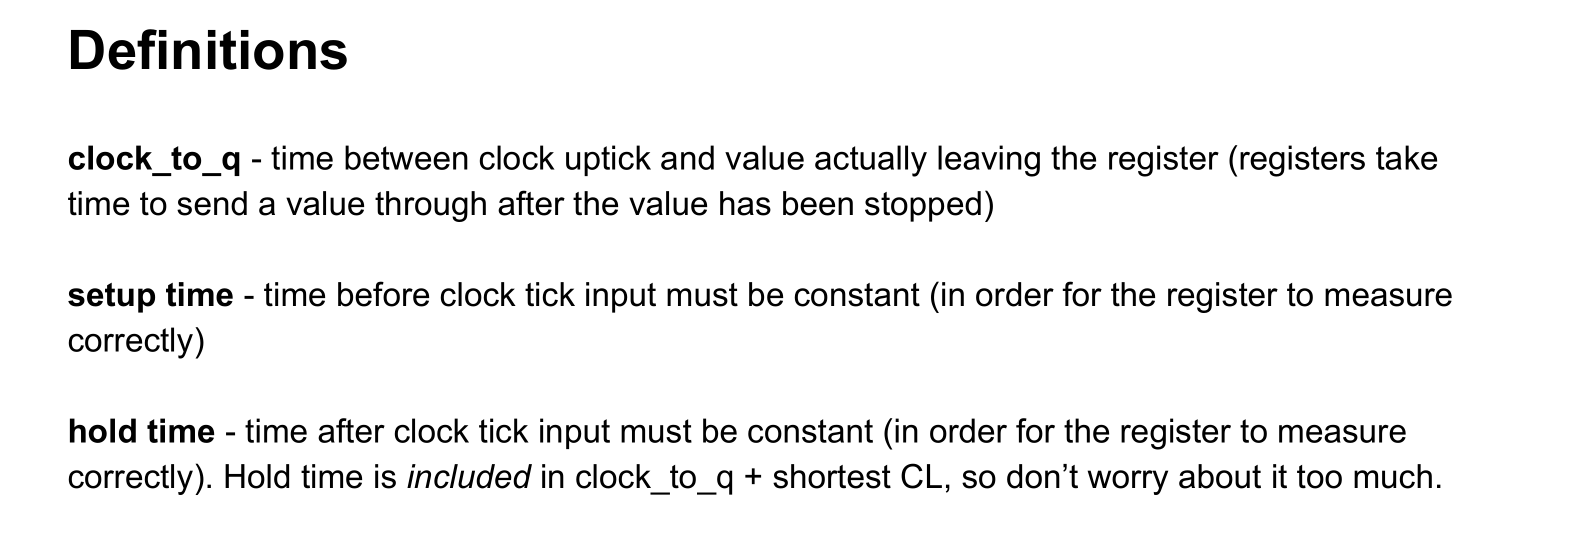 Definitions
clock_to_q - time between clock uptick and value actually leaving the register (registers take
time to send a value through after the value has been stopped)
setup time - time before clock tick input must be constant (in order for the register to measure
correctly)
hold time - time after clock tick input must be constant (in order for the register to measure
correctly). Hold time is included in clock_to_q + shortest CL, so don’t worry about it too much.